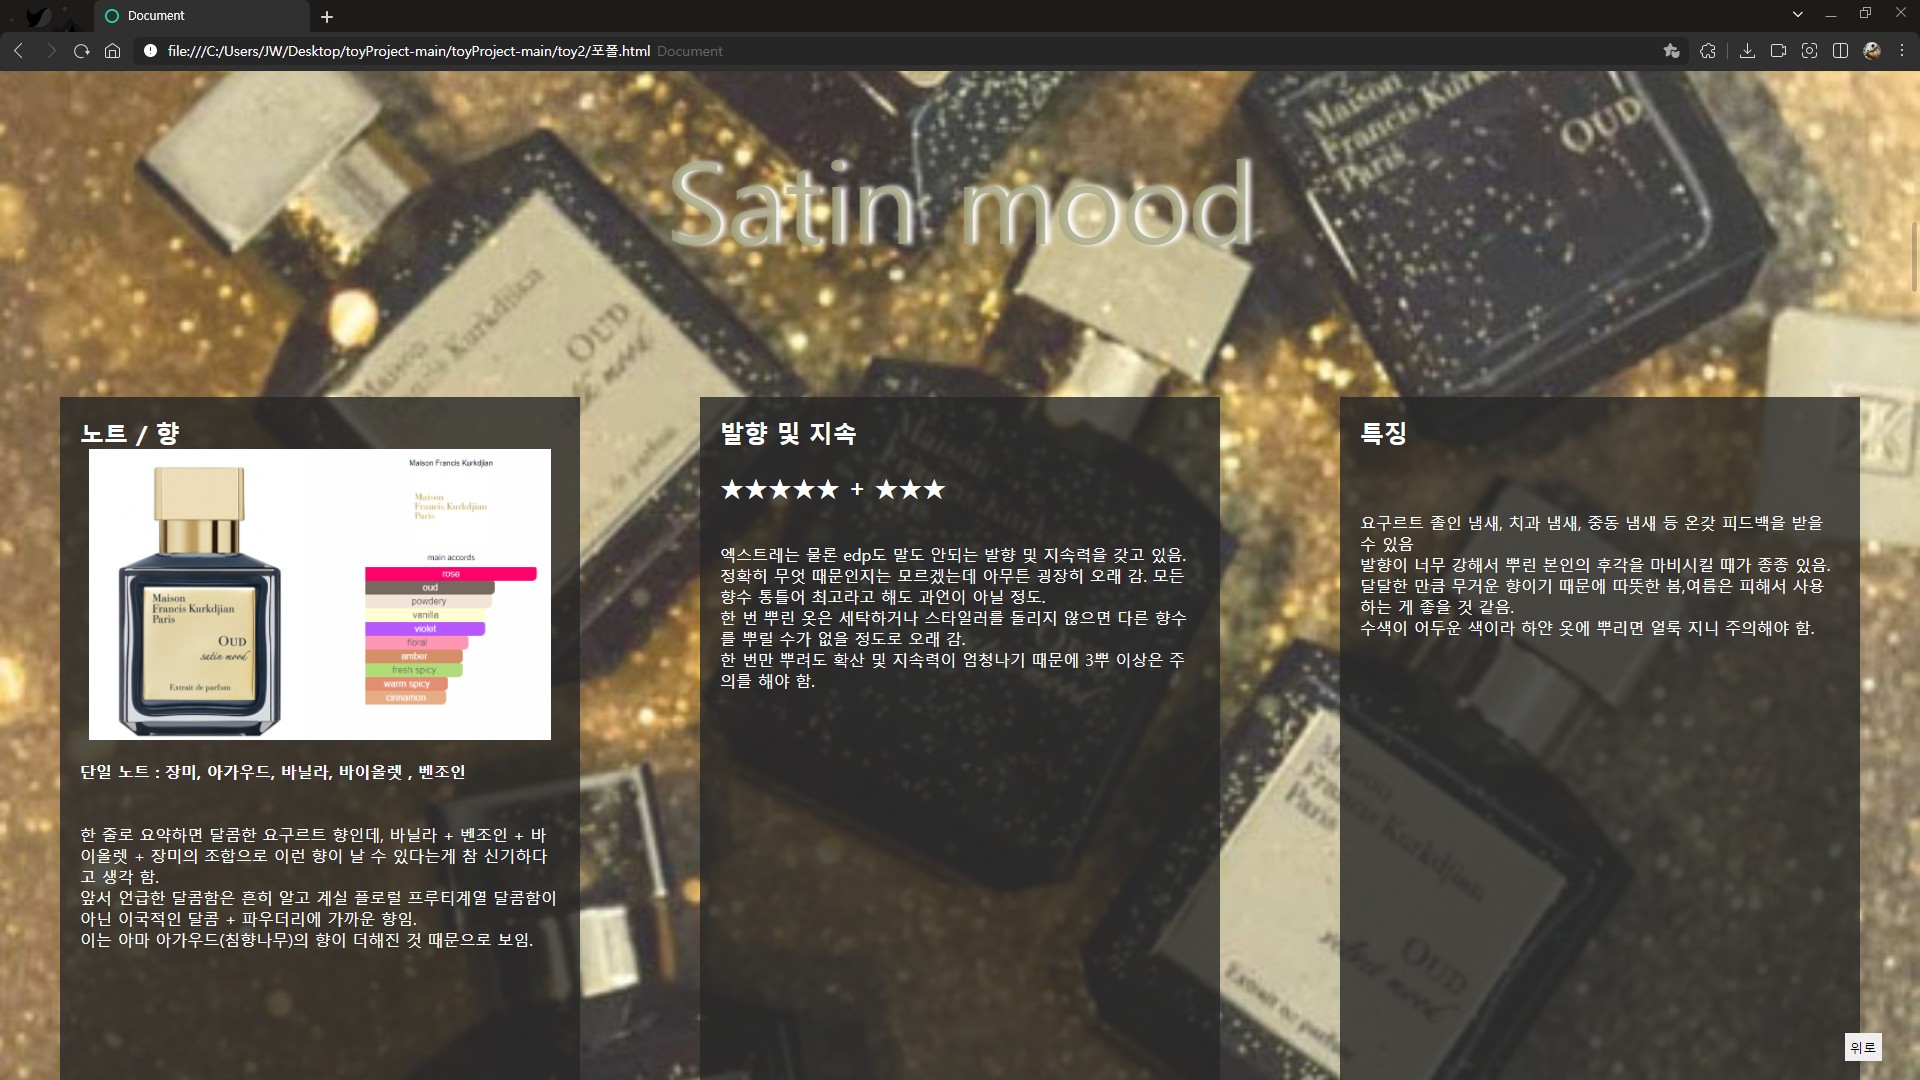 Document
file:///C:/Users/JW/Desktop/toyProject-main/toyProject-main/toy2/포폴.html Document
Maison
Francis Kurkdjian
Paris
OUD
Satin mood
Maison
Francis Kurkdjian
OUD
mood
노트 / 향
Maison Francis Kurkdjian
Maison
Francis Kurkdjian
Paris
main accords
rose
oud
powdery
vanilla
violet
floral
amber
fresh spicy
warm spicy
cinnamon
Maison
Francis Kurkdjian
Paris
OUD
satin mood
Extrait de parfum
단일 노트 : 장미, 아가우드, 바닐라, 바이올렛 , 벤조인
한 줄로 요약하면 달콤한 요구르트 향인데, 바닐라 + 벤조인 + 바
이올렛 + 장미의 조합으로 이런 향이 날 수 있다는게 참 신기하다
고 생각 함.
앞서 언급한 달콤함은 흔히 알고 계실 플로럴 프루티계열 달콤함이
아닌 이국적인 달콤 + 파우더리에 가까운 향임.
이는 아마 아가우드(침향나무)의 향이 더해진 것 때문으로 보임.
발향 및 지속
★★★★★ + ★★★
엑스트레는 물론 edp도 말도 안되는 발향 및 지속력을 갖고 있음.
정확히 무엇 때문인지는 모르겠는데 아무튼 굉장히 오래 감. 모든
향수 통틀어 최고라고 해도 과언이 아닐 정도.
한 번 뿌린 옷은 세탁하거나 스타일러를 돌리지 않으면 다른 향수
를 뿌릴 수가 없을 정도로 오래 감.
한 번만 뿌려도 확산 및 지속력이 엄청나기 때문에 3뿌 이상은 주
의를 해야 함.
특징
요구르트 졸인 냄새, 치과 냄새, 중동 냄새 등 온갖 피드백을 받을
수 있음
발향이 너무 강해서 뿌린 본인의 후각을 마비시킬 때가 종종 있음.
달달한 만큼 무거운 향이기 때문에 따뜻한 봄,여름은 피해서 사용
하는 게 좋을 것 같음.
수색이 어두운 색이라 하얀 옷에 뿌리면 얼룩 지니 주의해야 함.
Francis Kurkdjian
Paris
OUD
velvet mood
Extrait de parfum
위로